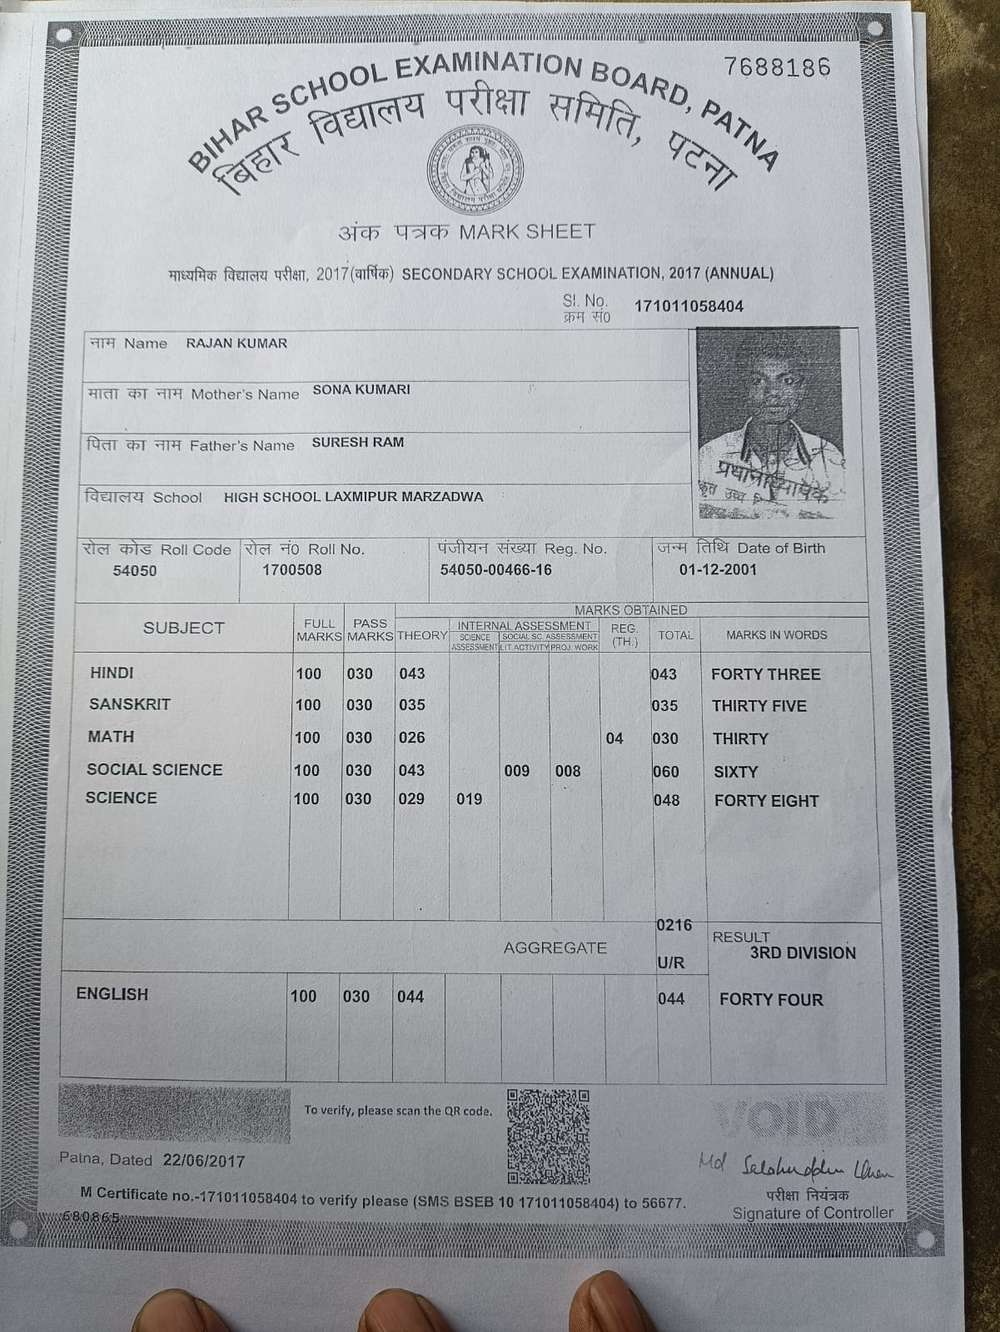 7688186
BIHAR SCHOOL EXAMINATION BOARD, PATNA
बिहार विद्यालय परीक्षा समिति, पटना
अंक पत्रक MARK SHEET
माध्यमिक विद्यालय परीक्षा, 2017(वार्षिक) SECONDARY SCHOOL EXAMINATION, 2017 (ANNUAL)
Sl. No. 171011058404
क्रम सं0
नाम Name RAJAN KUMAR
माता का नाम Mother's Name SONA KUMARI
पिता का नाम Father's Name SURESH RAM
विद्यालय School HIGH SCHOOL LAXMIPUR MARZADWA
प्रधानाध्यापक
रोल कोड Roll Code रोल नं0 Roll No. पंजीयन संख्या Reg. No. जन्म तिथि Date of Birth
54050 1700508 54050-00466-16 01-12-2001
MARKS OBTAINED
SUBJECT FULL MARKS PASS MARKS THEORY INTERNAL ASSESSMENT REG. (TH.) TOTAL MARKS IN WORDS
SCIENCE ASSESSMENT SOCIAL SC. ASSESSMENT
LIT.ACTIVITY PROJ. WORK
HINDI 100 030 043 043 FORTY THREE
SANSKRIT 100 030 035 035 THIRTY FIVE
MATH 100 030 026 04 030 THIRTY
SOCIAL SCIENCE 100 030 043 009 008 060 SIXTY
SCIENCE 100 030 029 019 048 FORTY EIGHT
AGGREGATE 0216 RESULT
U/R 3RD DIVISION
ENGLISH 100 030 044 044 FORTY FOUR
To verify, please scan the QR code.
VOID
Patna, Dated 22/06/2017
Md Salahuddin Khan
परीक्षा नियंत्रक
Signature of Controller
M Certificate no.-171011058404 to verify please (SMS BSEB 10 171011058404) to 56677.
680865